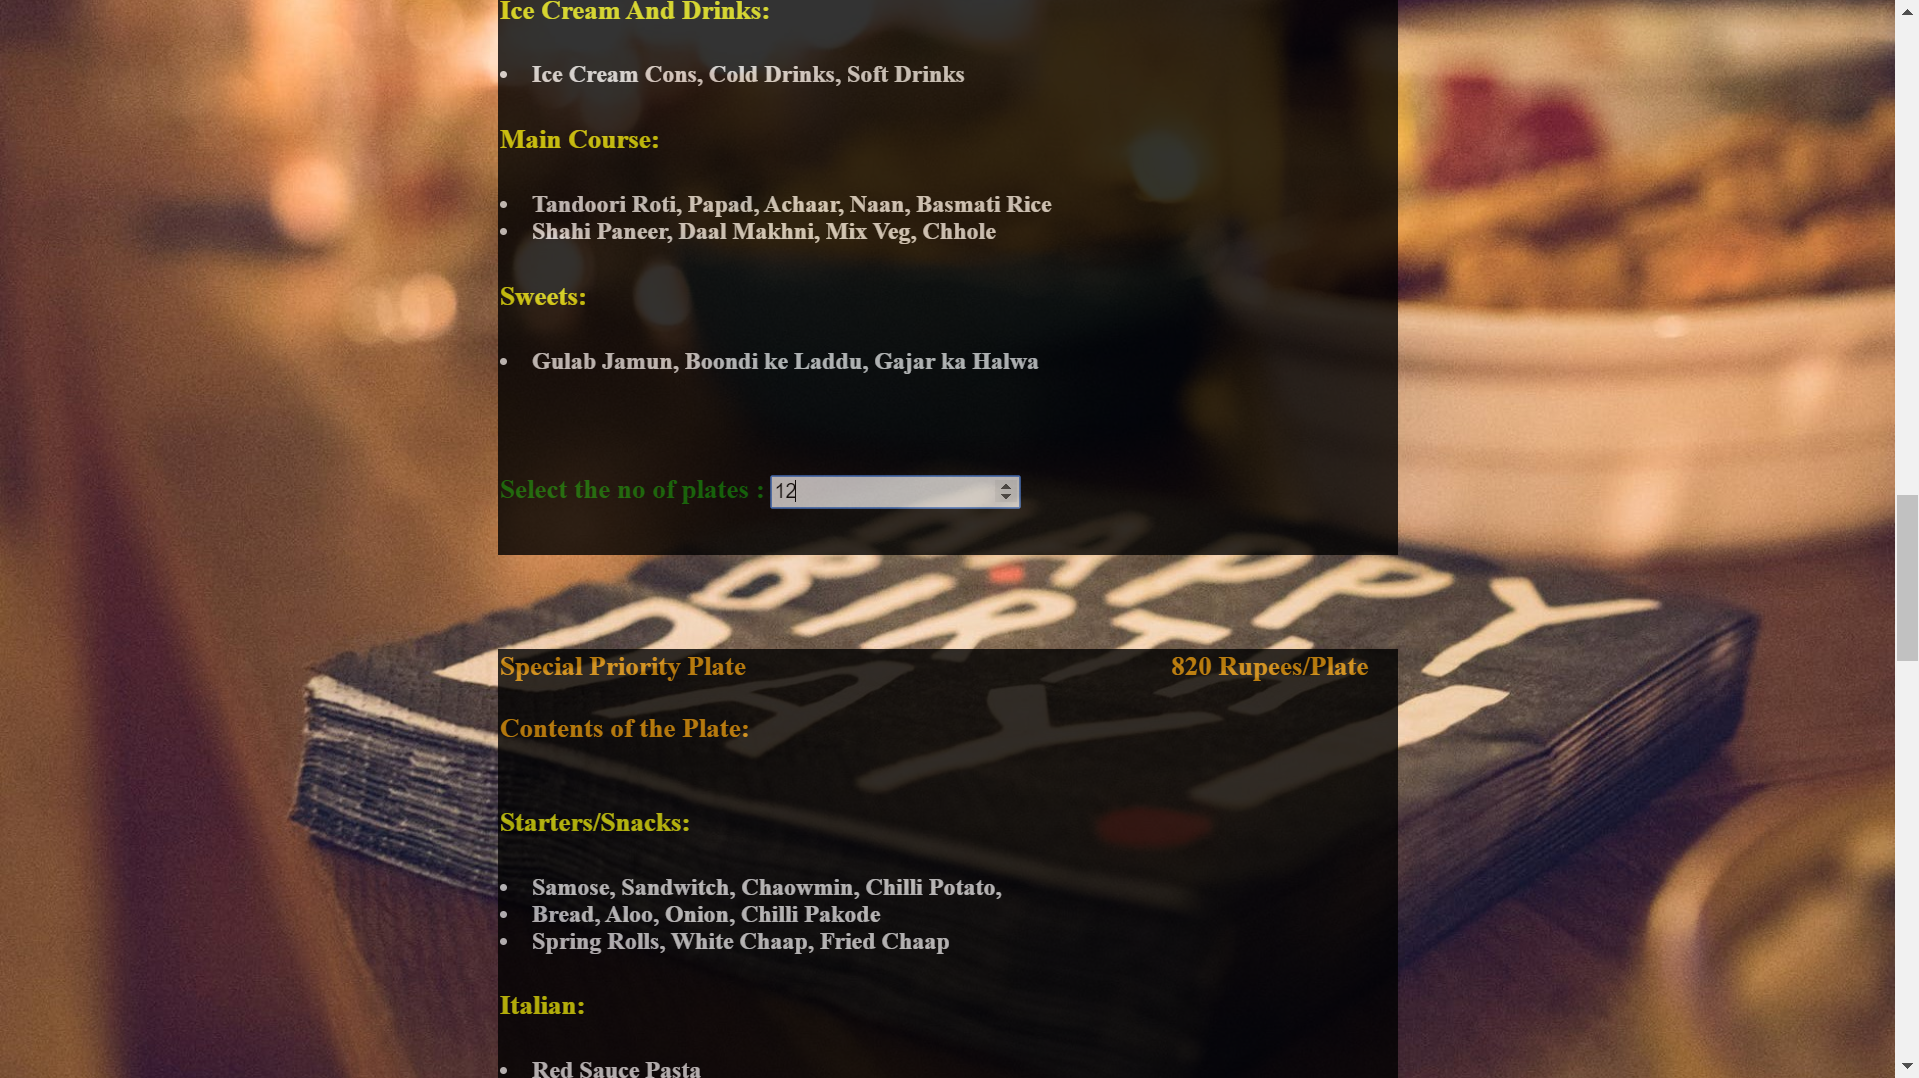 Ice Cream And Drinks:
• Ice Cream Cons, Cold Drinks, Soft Drinks
Main Course:
• Tandoori Roti, Papad, Achaar, Naan, Basmati Rice
• Shahi Paneer, Daal Makhni, Mix Veg, Chhole
Sweets:
• Gulab Jamun, Boondi ke Laddu, Gajar ka Halwa
Select the no of plates : 12
HAPPY
BIRTH
DAY!
Special Priority Plate 820 Rupees/Plate
Contents of the Plate:
Starters/Snacks:
• Samose, Sandwitch, Chaowmin, Chilli Potato,
• Bread, Aloo, Onion, Chilli Pakode
• Spring Rolls, White Chaap, Fried Chaap
Italian:
• Red Sauce Pasta